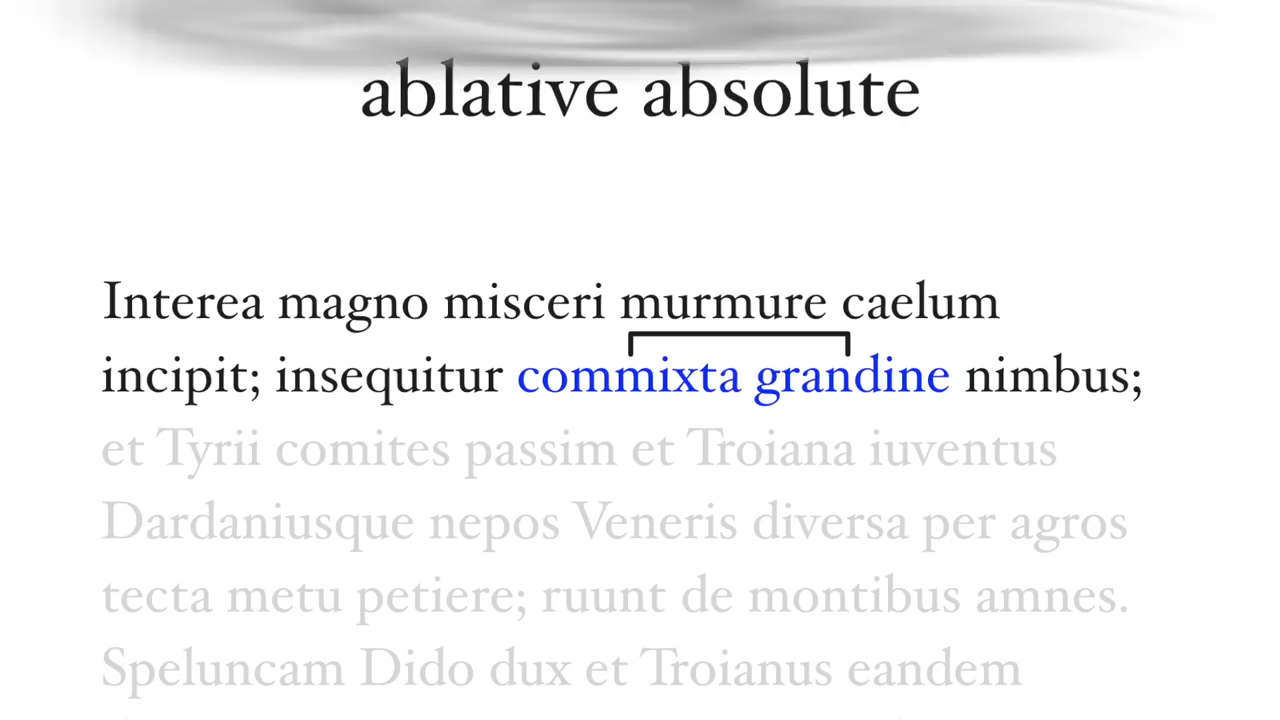 ablative absolute
Interea magno misceri murmure caelum
incipit; insequitur commixta grandine nimbus;
et Tyrii comites passim et Troiana iuventus
Dardaniusque nepos Veneris diversa per agros
tecta metu petiere; ruunt de montibus amnes.
Speluncam Dido dux et Troianus eandem